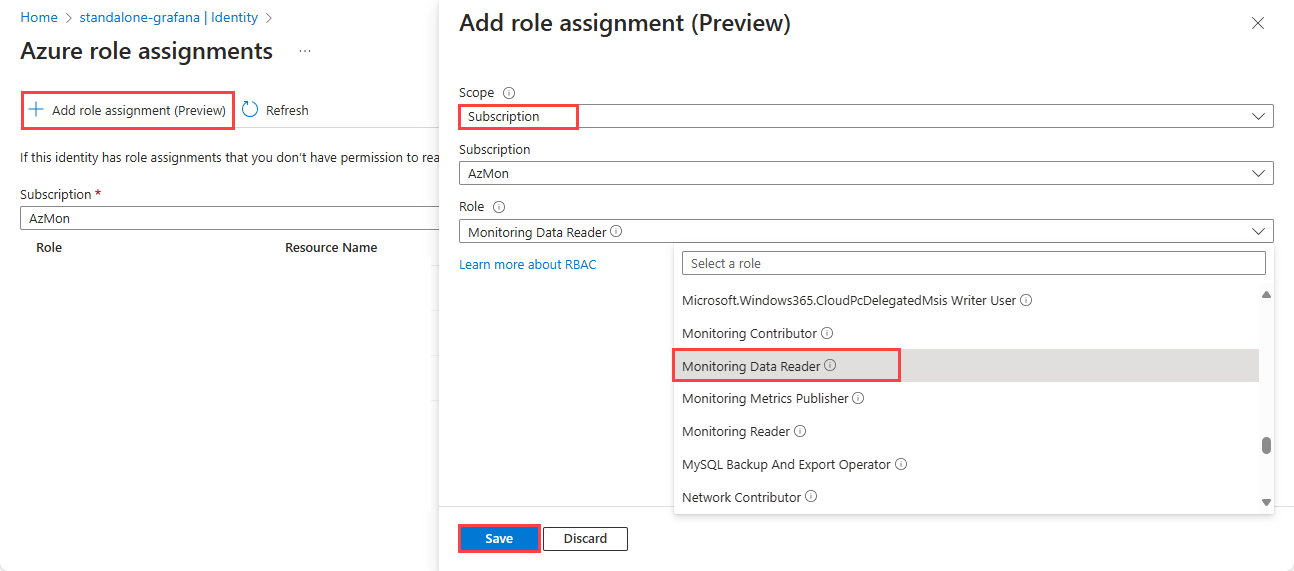 Home > standalone-grafana | Identity >
Azure role assignments ...
+ Add role assignment (Preview) Refresh
If this identity has role assignments that you don't have permission to rea
Subscription *
AzMon
Role Resource Name
Add role assignment (Preview)
Scope
Subscription
Subscription
AzMon
Role
Monitoring Data Reader
Learn more about RBAC
Select a role
Microsoft.Windows365.CloudPcDelegatedMsis Writer User
Monitoring Contributor
Monitoring Data Reader
Monitoring Metrics Publisher
Monitoring Reader
MySQL Backup And Export Operator
Network Contributor
Save Discard